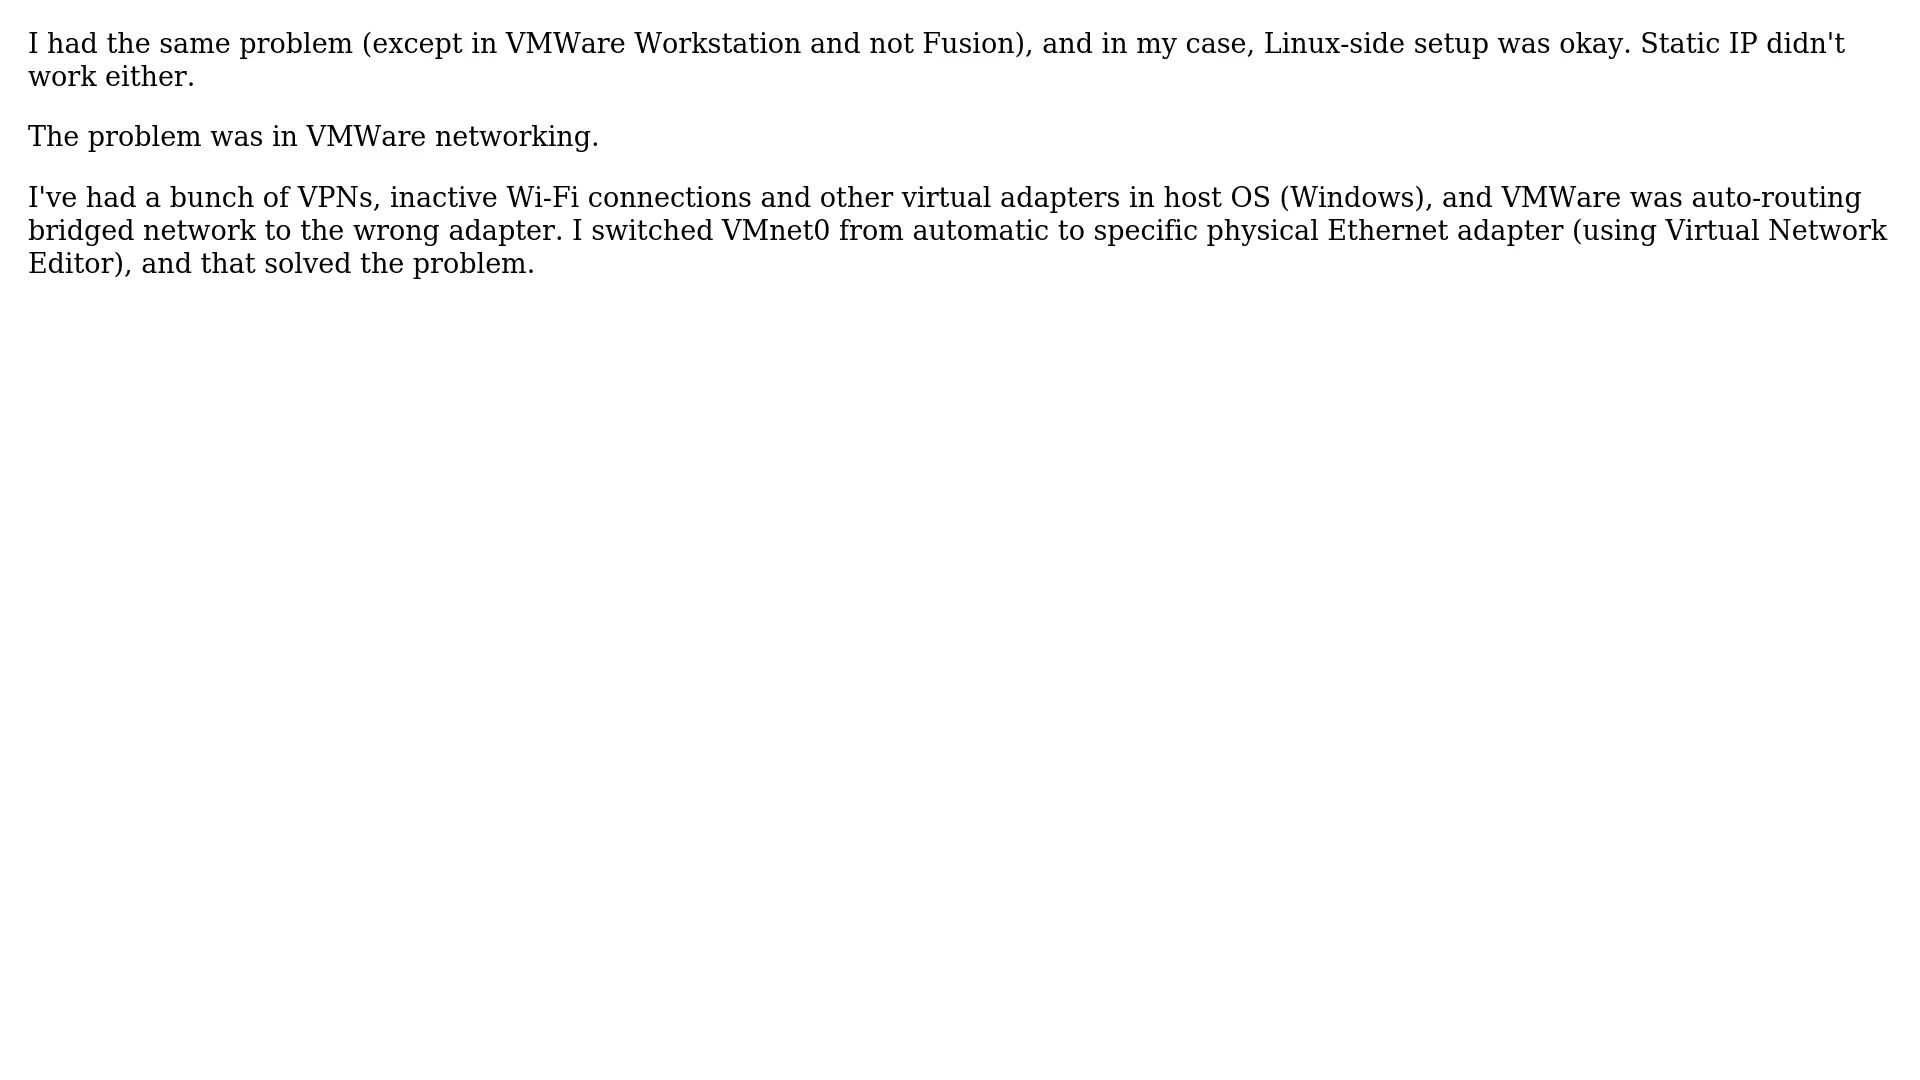 I had the same problem (except in VMWare Workstation and not Fusion), and in my case, Linux-side setup was okay. Static IP didn't
work either.
The problem was in VMWare networking.
I've had a bunch of VPNs, inactive Wi-Fi connections and other virtual adapters in host OS (Windows), and VMWare was auto-routing
bridged network to the wrong adapter. I switched VMnet0 from automatic to specific physical Ethernet adapter (using Virtual Network
Editor), and that solved the problem.